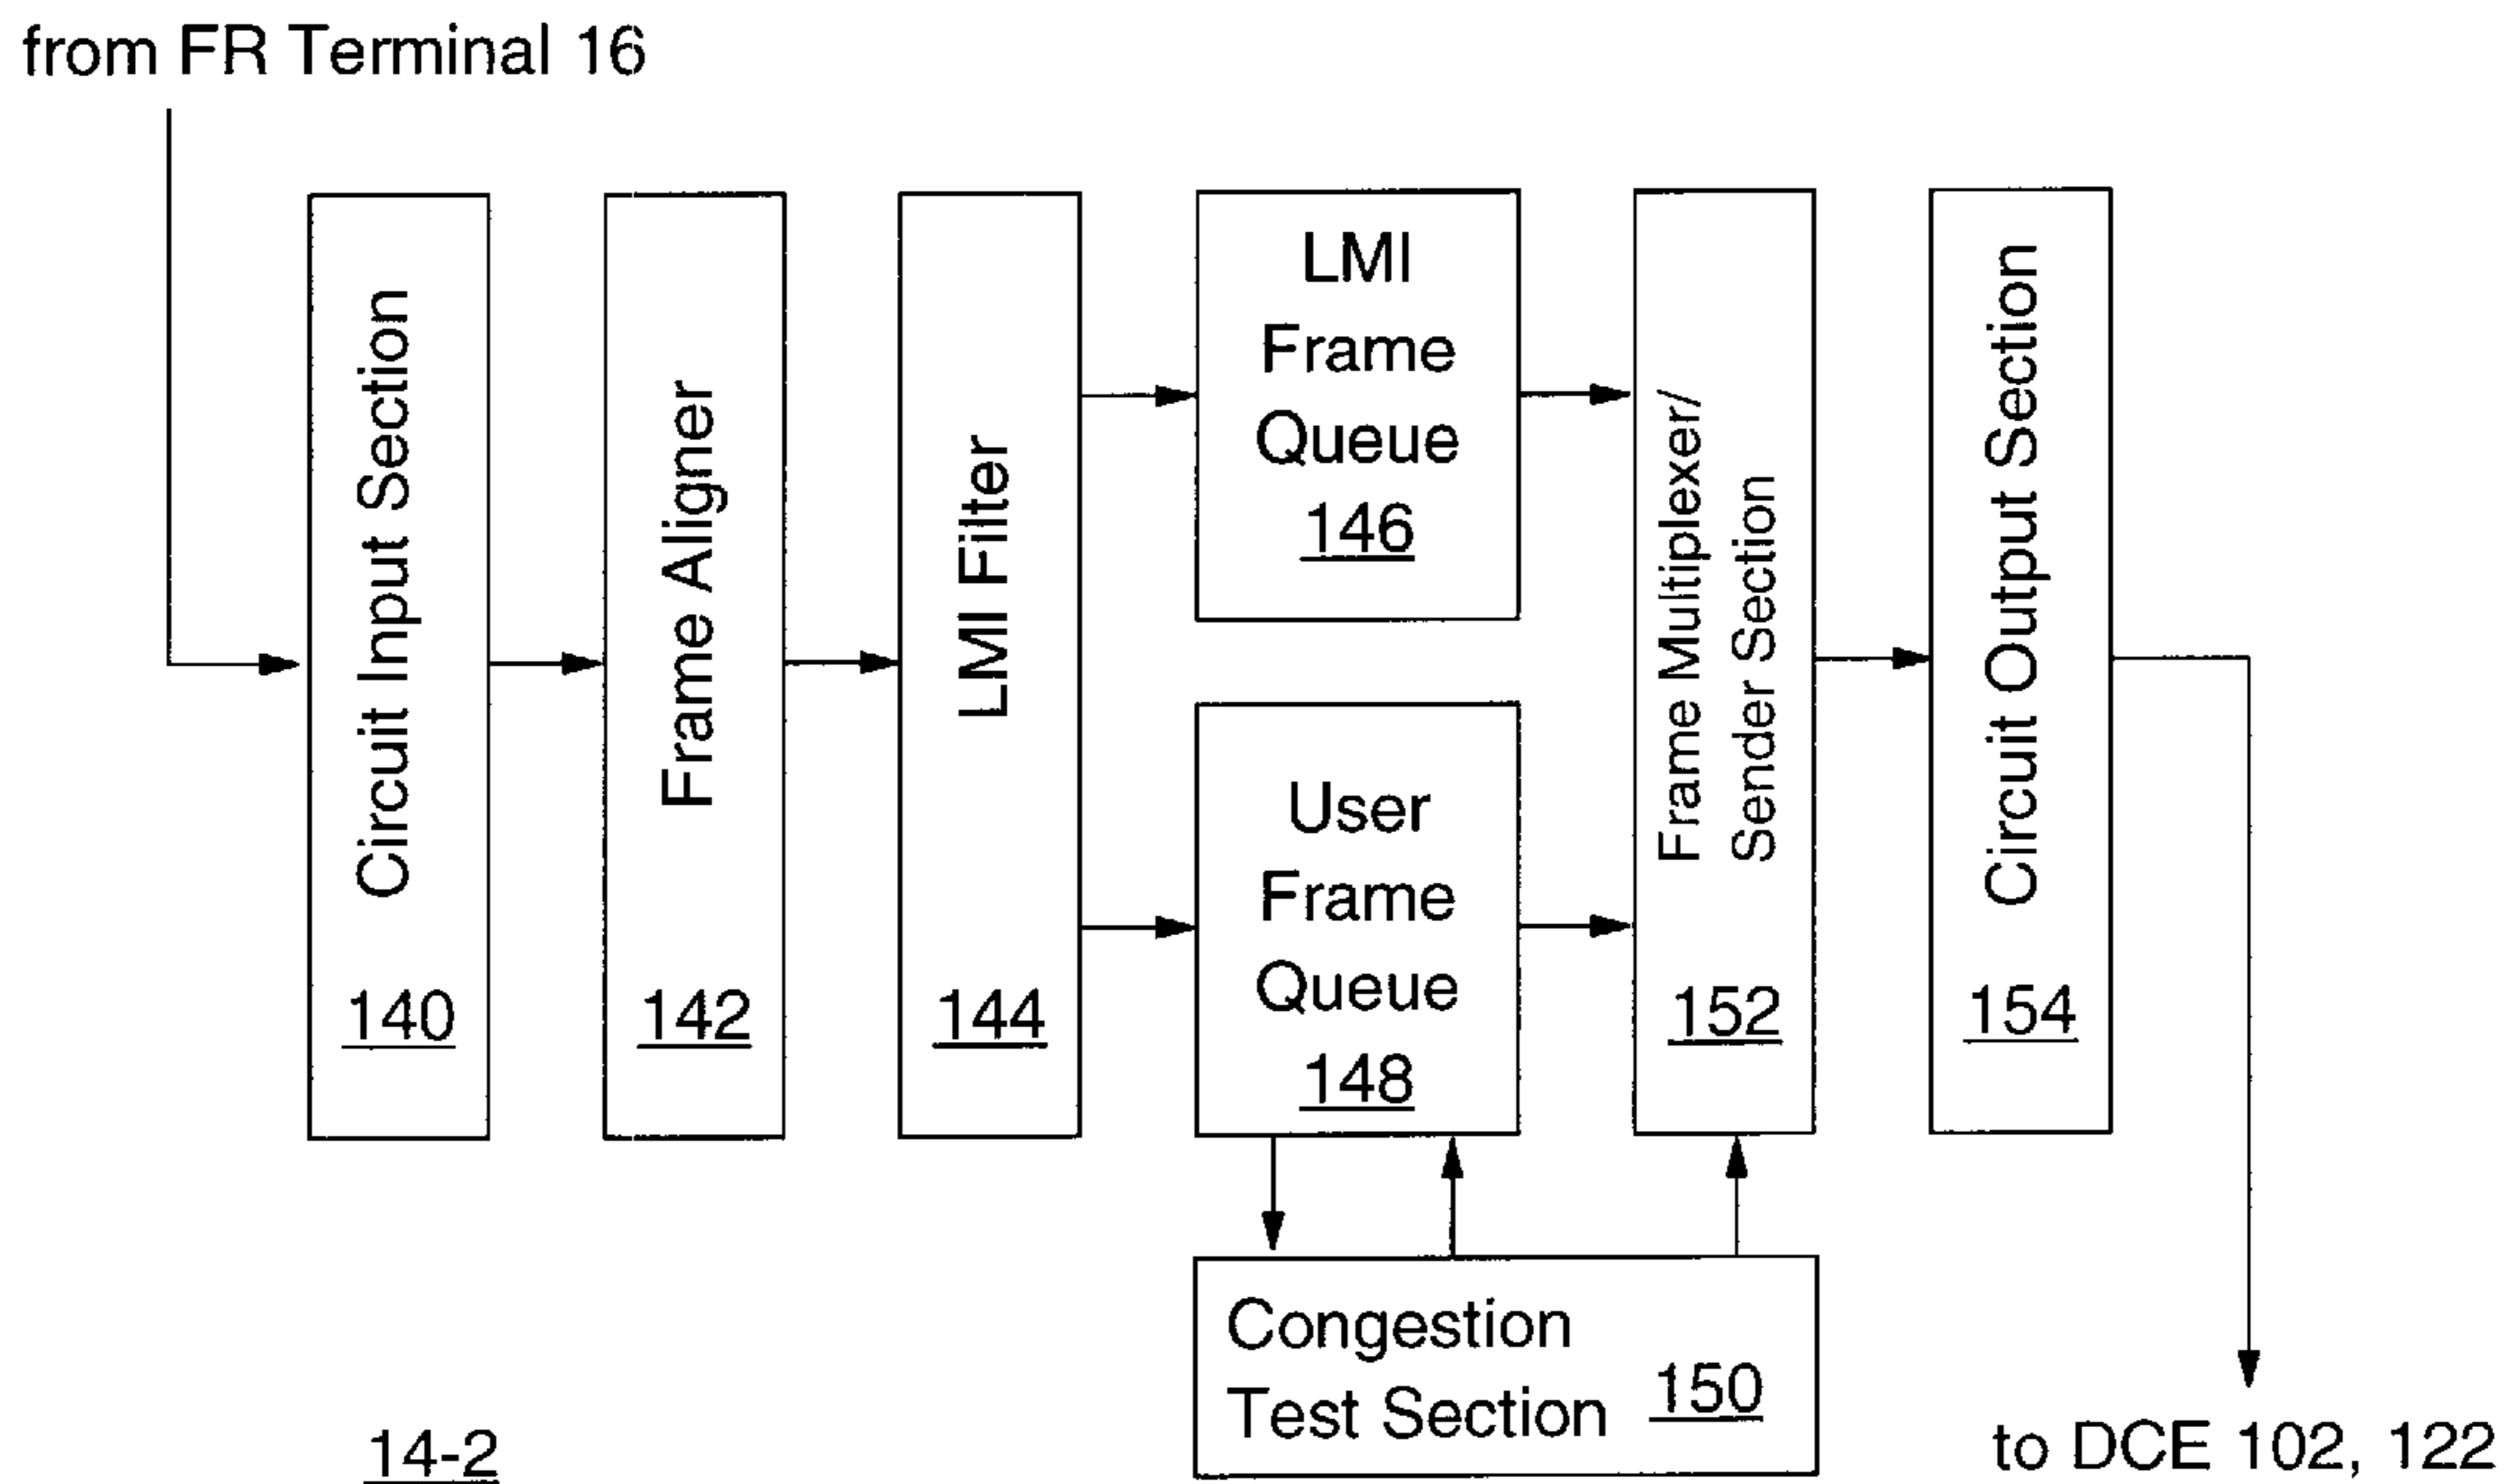 from FR Terminal 16
Circuit Input Section
140
Frame Aligner
142
LMI Filter
144
LMI
Frame
Queue
146
User
Frame
Queue
148
Frame Multiplexer/
Sender Section
152
Circuit Output Section
154
Congestion
Test Section 150
14-2
to DCE 102, 122